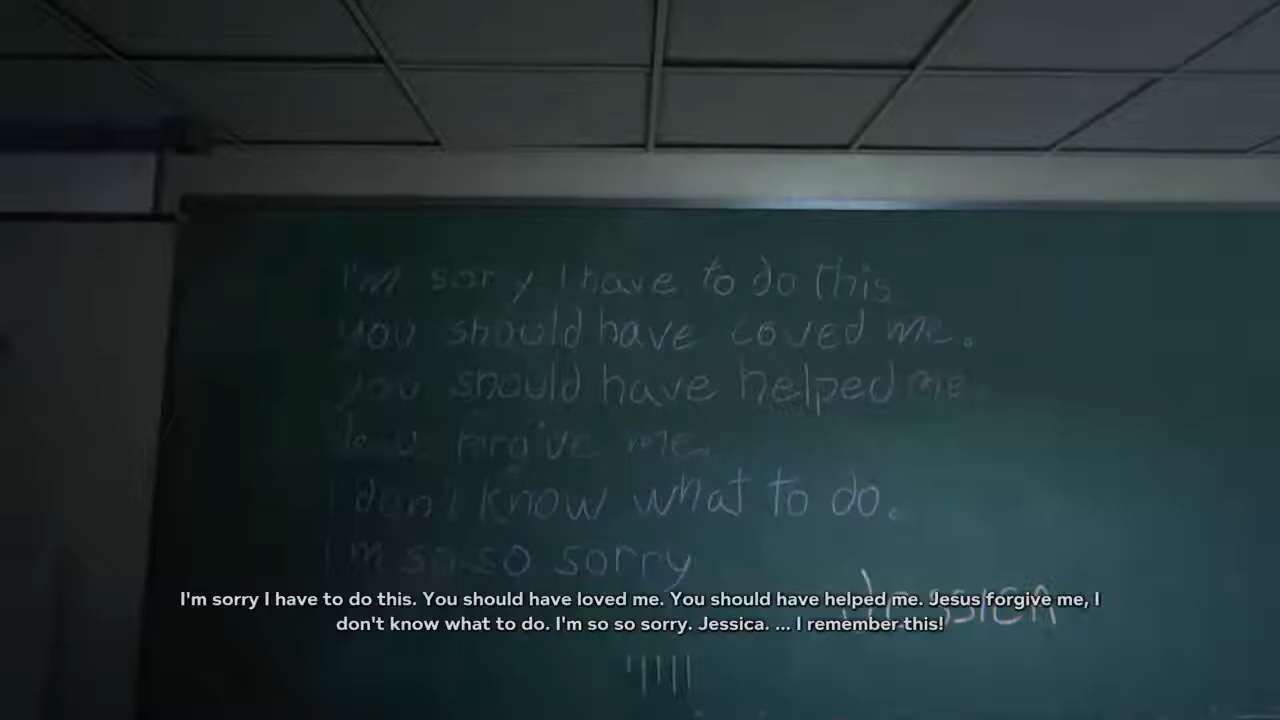 I'm sorry I have to do this
you should have loved me.
you should have helped me.
forgive me.
I don't know what to do.
I'm so so sorry
Jessica
I'm sorry I have to do this. You should have loved me. You should have helped me. Jesus forgive me, I
don't know what to do. I'm so so sorry. Jessica. ... I remember this!